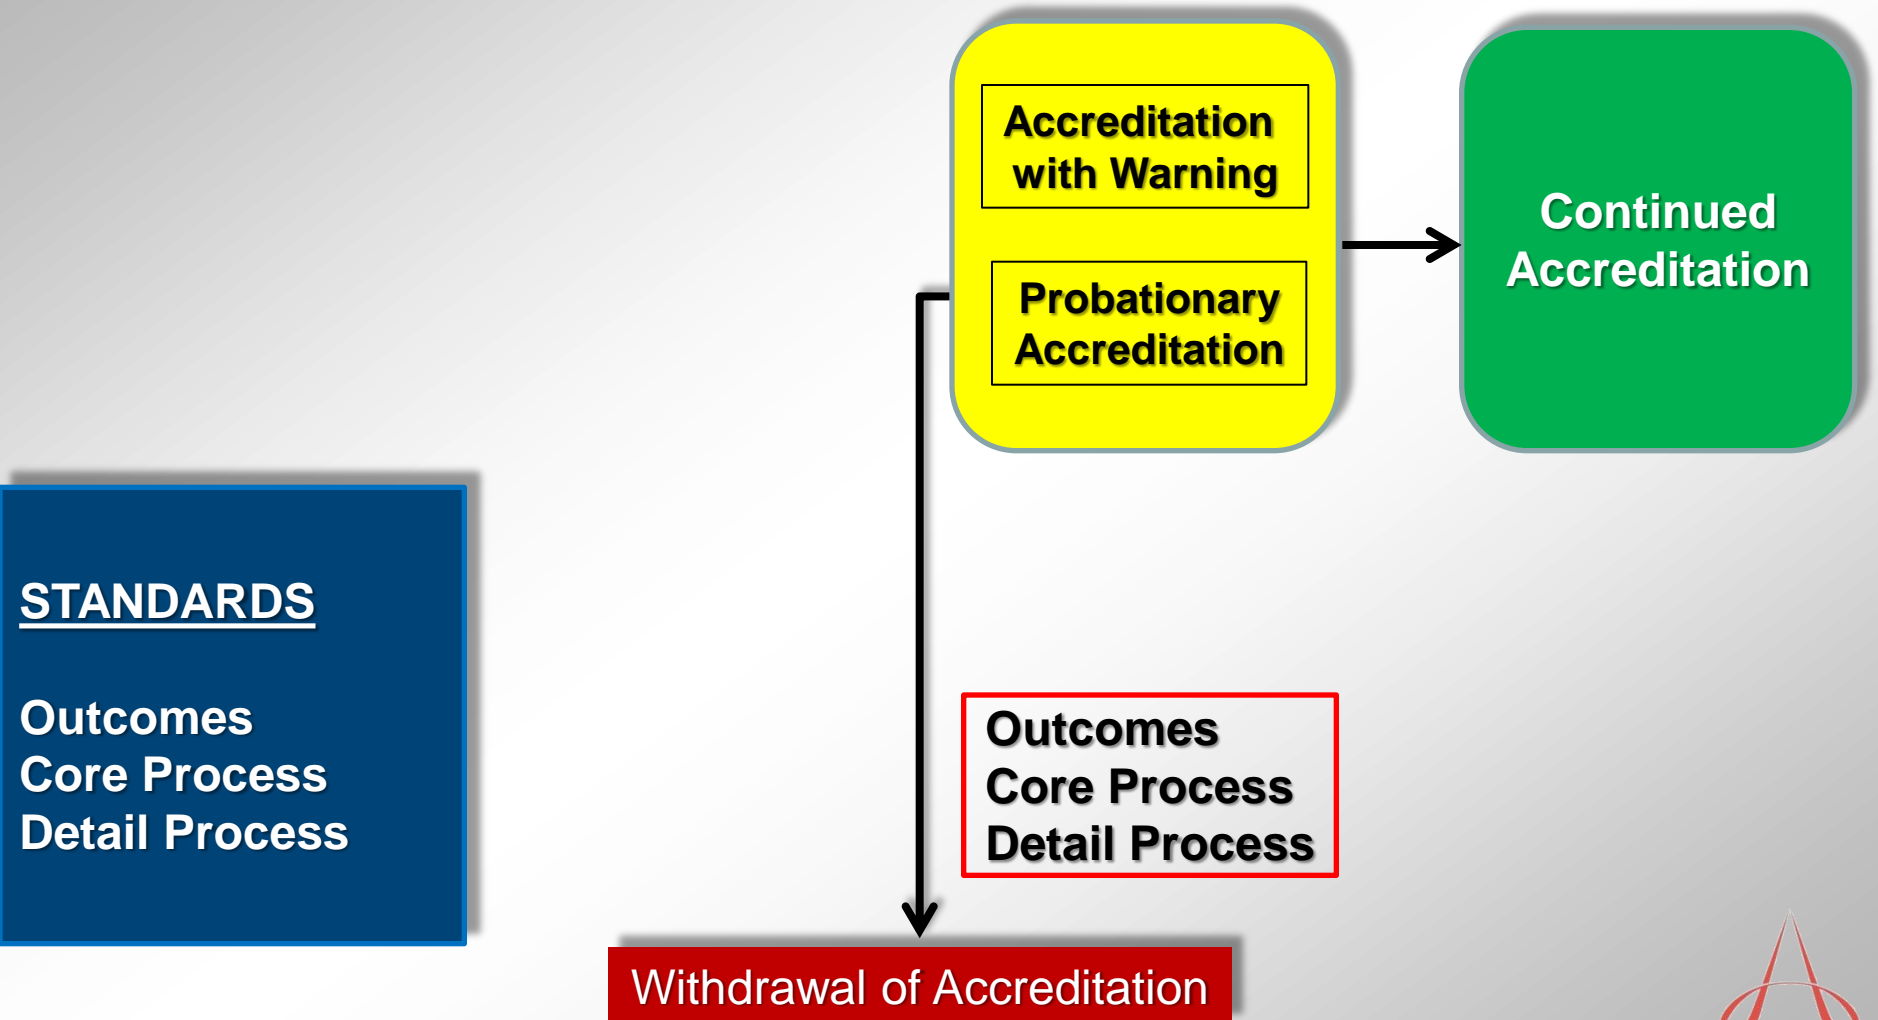 Accreditation
with Warning
Probationary
Accreditation
Continued
Accreditation
STANDARDS
Outcomes
Core Process
Detail Process
Outcomes
Core Process
Detail Process
Withdrawal of Accreditation